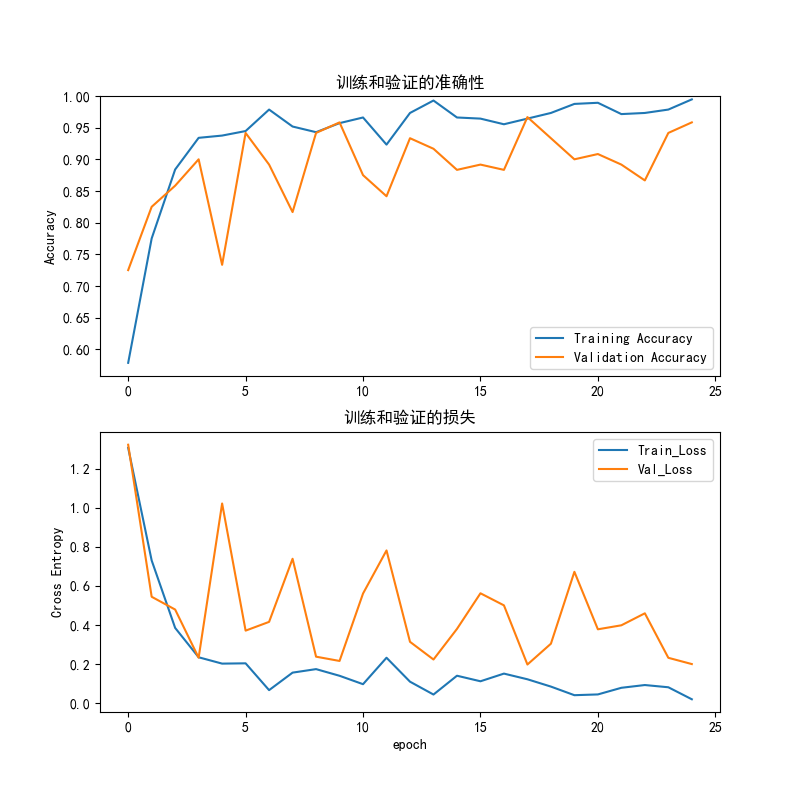 训练和验证的准确性
Accuracy
1.00
0.95
0.90
0.85
0.80
0.75
0.70
0.65
0.60
Training Accuracy
Validation Accuracy
0 5 10 15 20 25
训练和验证的损失
Cross Entropy
1.2
1.0
0.8
0.6
0.4
0.2
0.0
Train_Loss
Val_Loss
0 5 10 15 20 25
epoch